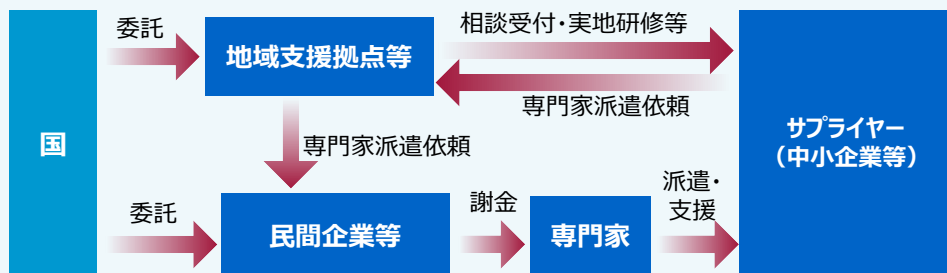 国
委託
地域支援拠点等
相談受付・実地研修等
専門家派遣依頼
専門家派遣依頼
サプライヤー
（中小企業等）
委託
民間企業等
謝金
専門家
派遣・
支援